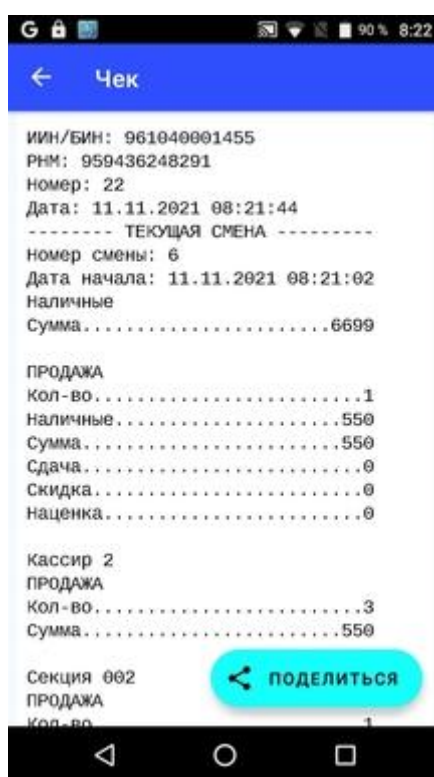 G 90 % 8:22
Чек
ИИН/БИН: 961040001455
РНМ: 959436248291
Номер: 22
Дата: 11.11.2021 08:21:44
-------- ТЕКУЩАЯ СМЕНА ---------
Номер смены: 6
Дата начала: 11.11.2021 08:21:02
Наличные
Сумма.......................6699
ПРОДАЖА
Кол-во.........................1
Наличные.....................550
Сумма........................550
Сдача..........................0
Скидка.........................0
Наценка........................0
Кассир 2
ПРОДАЖА
Кол-во.........................3
Сумма........................550
Секция 002
ПОДЕЛИТЬСЯ
ПРОДАЖА
Кол-во 1